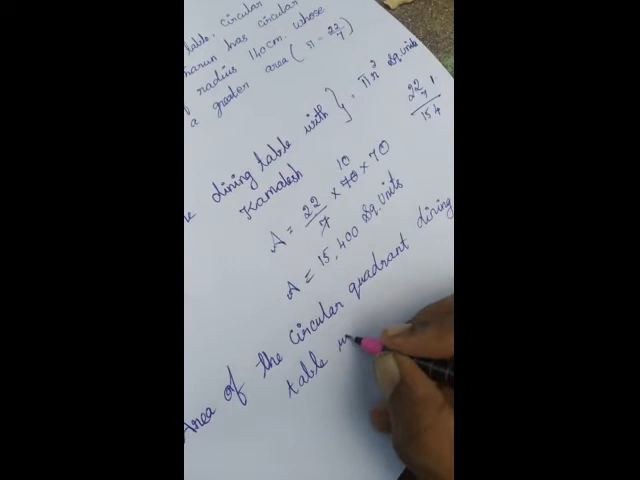 table. circular
has circular
radius 140cm. whose
a greater area (π = 22/7)
dining table with } = πr² Sq.units
Kamalesh
22
7
154
10
A = 22/7 × 70 × 70
A = 15,400 Sq.units
Area of the circular quadrant dining
table